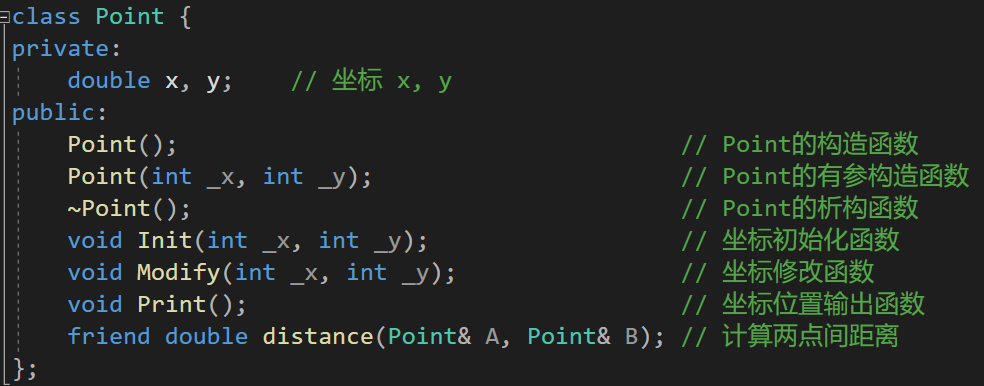 class Point {
private:
    double x, y;    // 坐标 x, y
public:
    Point();                                    // Point的构造函数
    Point(int _x, int _y);                      // Point的有参构造函数
    ~Point();                                   // Point的析构函数
    void Init(int _x, int _y);                  // 坐标初始化函数
    void Modify(int _x, int _y);                // 坐标修改函数
    void Print();                               // 坐标位置输出函数
    friend double distance(Point& A, Point& B); // 计算两点间距离
};